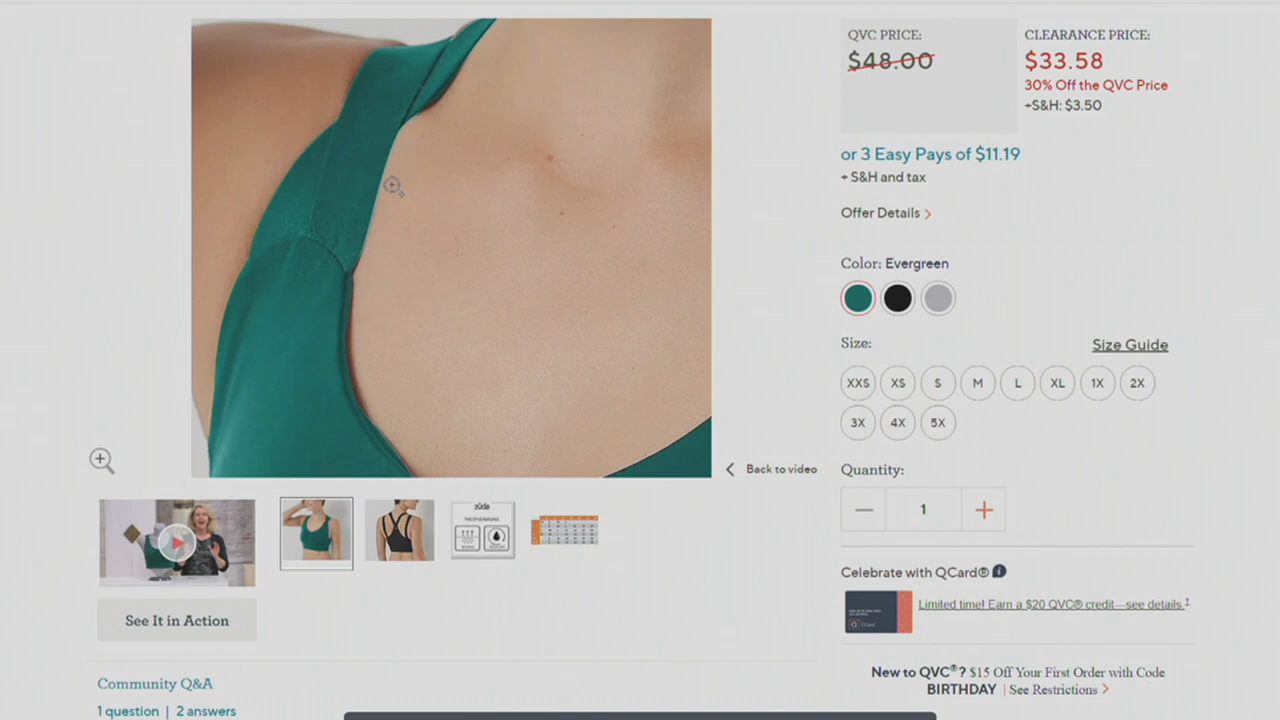 QVC PRICE:
$48.00
CLEARANCE PRICE:
$33.58
30% Off the QVC Price
+S&H: $3.50
or 3 Easy Pays of $11.19
+ S&H and tax
Offer Details
Color: Evergreen
Size:
Size Guide
XXS XS S M L XL 1X 2X
3X 4X 5X
Back to video
Quantity:
1
züda
See It in Action
Celebrate with QCard®
Limited time! Earn a $20 QVC® credit—see details.‡
New to QVC®? $15 Off Your First Order with Code
BIRTHDAY | See Restrictions
Community Q&A
1 question | 2 answers